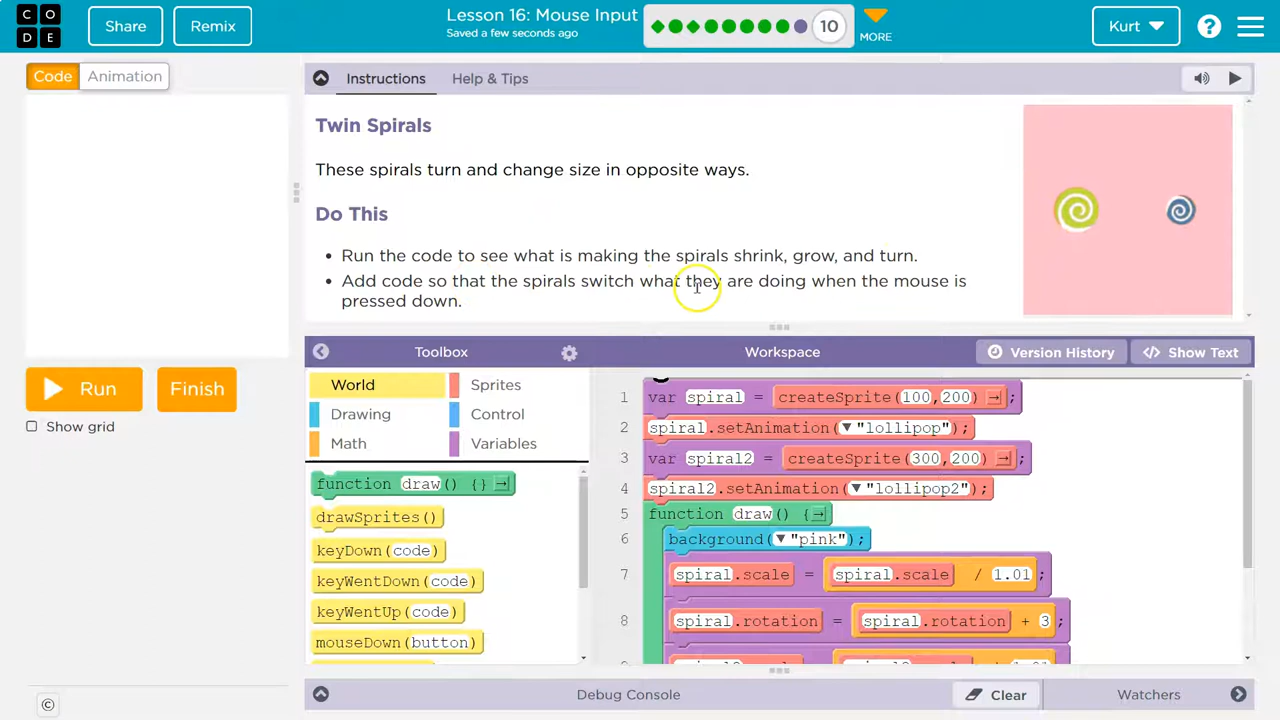 C O
D E
Share
Remix
Lesson 16: Mouse Input
Saved a few seconds ago
10
MORE
Kurt
?
Code
Animation
Instructions
Help & Tips
Twin Spirals
These spirals turn and change size in opposite ways.
Do This
• Run the code to see what is making the spirals shrink, grow, and turn.
• Add code so that the spirals switch what they are doing when the mouse is
pressed down.
Run
Finish
Show grid
Toolbox
Workspace
Version History
</> Show Text
World
Sprites
Drawing
Control
Math
Variables
function draw() {}
drawSprites()
keyDown(code)
keyWentDown(code)
keyWentUp(code)
mouseDown(button)
1 var spiral = createSprite(100,200);
2 spiral.setAnimation("lollipop");
3 var spiral2 = createSprite(300,200);
4 spiral2.setAnimation("lollipop2");
5 function draw() {
6 background("pink");
7 spiral.scale = spiral.scale / 1.01;
8 spiral.rotation = spiral.rotation + 3;
©
Debug Console
Clear
Watchers